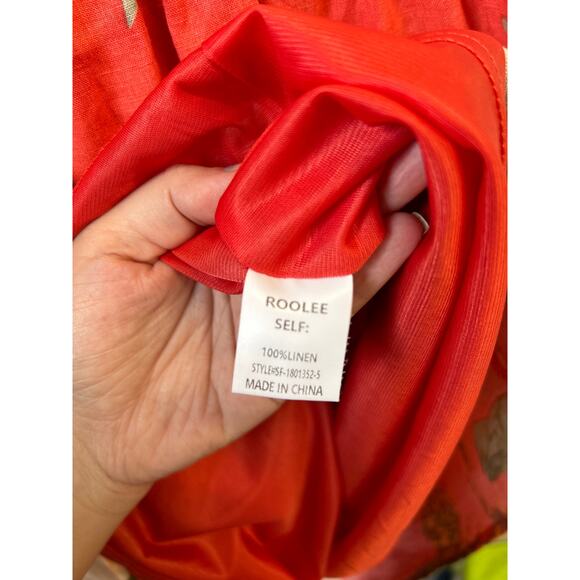 ROOLEE
SELF:
100%LINEN
STYLE#SF-1801352-5
MADE IN CHINA